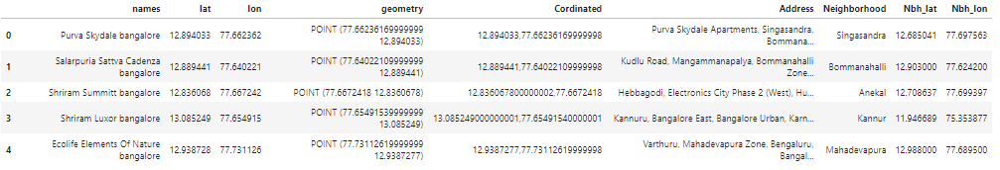 names lat lon geometry Cordinated Address Neighborhood Nbh_lat Nbh_lon
0 Purva Skydale bangalore 12.894033 77.662362 POINT (77.66236169999999 12.894033) 12.894033,77.66236169999998 Purva Skydale Apartments, Singasandra, Bommana... Singasandra 12.685041 77.697563
1 Salarpuria Sattva Cadenza bangalore 12.889441 77.640221 POINT (77.64022109999999 12.889441) 12.889441,77.64022109999998 Kudlu Road, Mangammanapalya, Bommanahalli Zone... Bommanahalli 12.903000 77.624200
2 Shriram Summitt bangalore 12.836068 77.667242 POINT (77.6672418 12.8360678) 12.836067800000002,77.6672418 Hebbagodi, Electronics City Phase 2 (West), Hu... Anekal 12.708637 77.699397
3 Shriram Luxor bangalore 13.085249 77.654915 POINT (77.65491539999999 13.085249) 13.085249000000001,77.65491540000001 Kannuru, Bangalore East, Bangalore Urban, Karn... Kannur 11.946689 75.353877
4 Ecolife Elements Of Nature bangalore 12.938728 77.731126 POINT (77.73112619999999 12.9387277) 12.9387277,77.73112619999998 Varthuru, Mahadevapura Zone, Bengaluru, Bangal... Mahadevapura 12.988000 77.689500